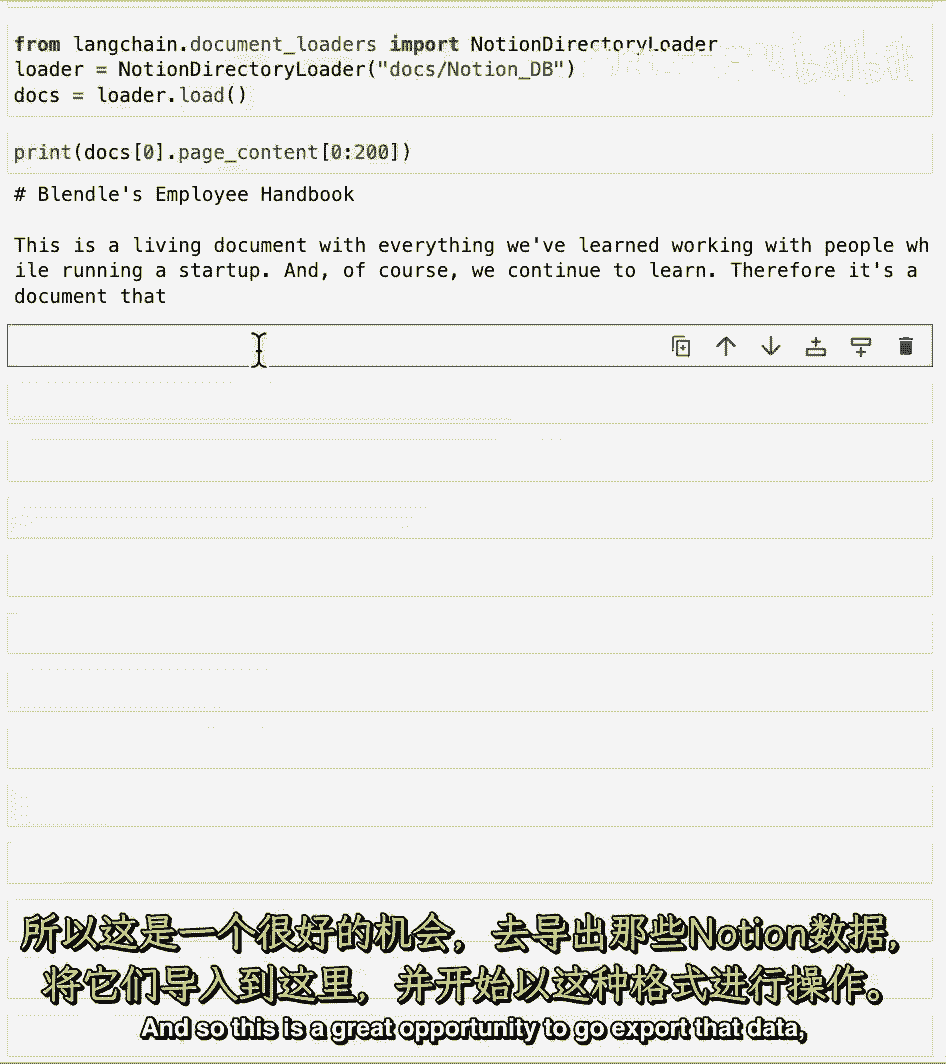 from langchain.document_loaders import NotionDirectoryLoader
loader = NotionDirectoryLoader("docs/Notion_DB")
docs = loader.load()
print(docs[0].page_content[0:200])
# Blendle's Employee Handbook
This is a living document with everything we've learned working with people wh
ile running a startup. And, of course, we continue to learn. Therefore it's a
document that
所以这是一个很好的机会，去导出那些Notion数据，
将它们导入到这里，并开始以这种格式进行操作。
And so this is a great opportunity to go export that data,